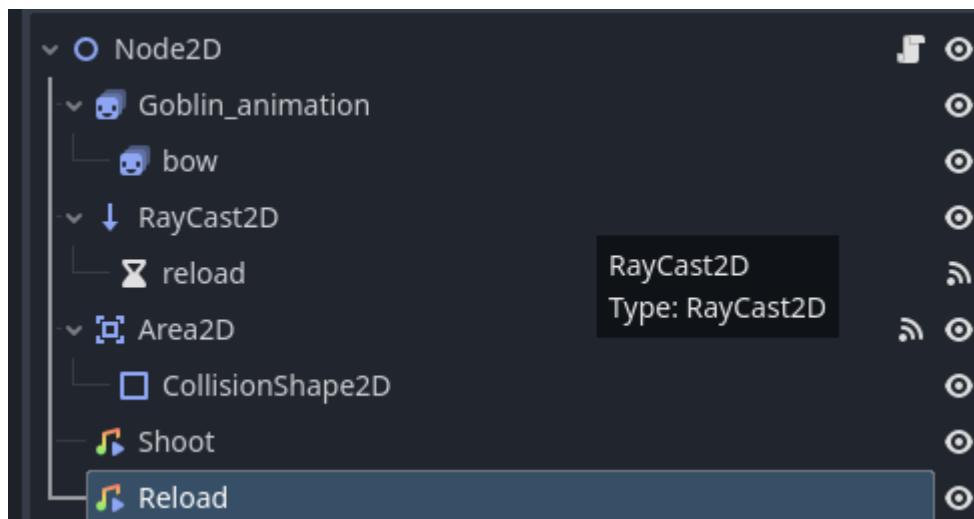 Node2D
Goblin_animation
bow
RayCast2D
reload
RayCast2D
Type: RayCast2D
Area2D
CollisionShape2D
Shoot
Reload